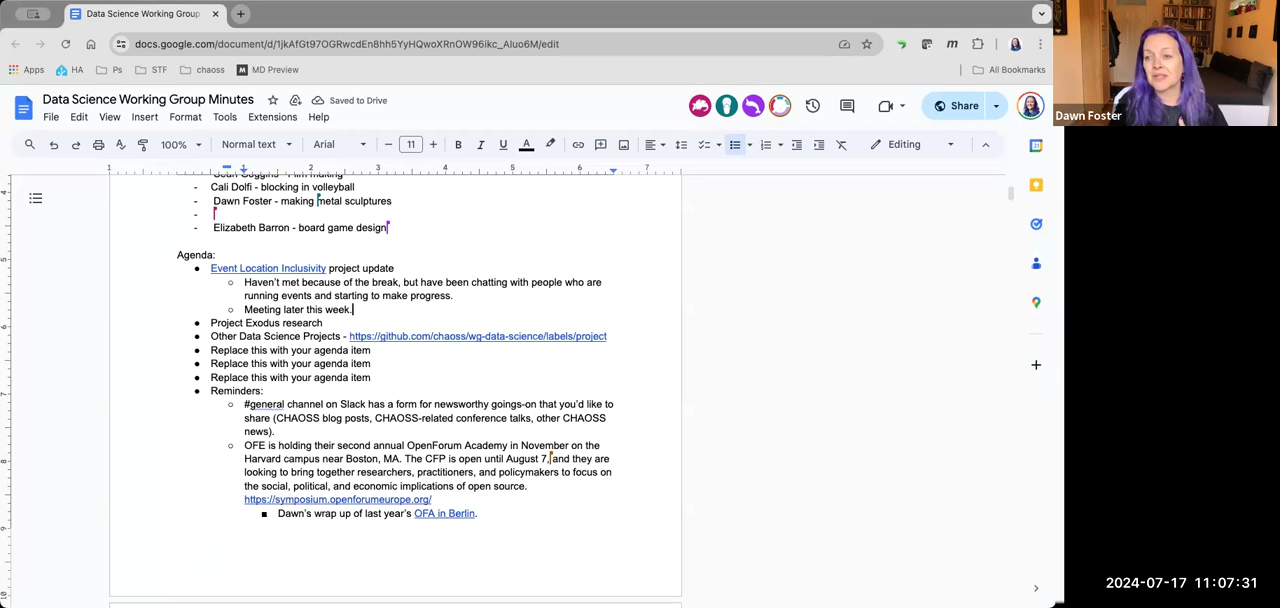 Data Science Working Group
docs.google.com/document/d/1jkAfGt97OGRwcdEn8hh5YyHQwoXRnOW96ikc_Aluo6M/edit
Apps HA Ps STF chaoss MD Preview All Bookmarks
Dawn Foster
Data Science Working Group Minutes Saved to Drive
File Edit View Insert Format Tools Extensions Help
Share
100% Normal text Arial 11 Editing
1 1 2 3 4 5 6 7
Cali Dolfi - blocking in volleyball
- Dawn Foster - making metal sculptures
-
- Elizabeth Barron - board game design
Agenda:
● Event Location Inclusivity project update
○ Haven't met because of the break, but have been chatting with people who are
running events and starting to make progress.
○ Meeting later this week.
● Project Exodus research
● Other Data Science Projects - https://github.com/chaoss/wg-data-science/labels/project
● Replace this with your agenda item
● Replace this with your agenda item
● Replace this with your agenda item
● Reminders:
○ #general channel on Slack has a form for newsworthy goings-on that you'd like to
share (CHAOSS blog posts, CHAOSS-related conference talks, other CHAOSS
news).
○ OFE is holding their second annual OpenForum Academy in November on the
Harvard campus near Boston, MA. The CFP is open until August 7, and they are
looking to bring together researchers, practitioners, and policymakers to focus on
the social, political, and economic implications of open source.
https://symposium.openforumeurope.org/
■ Dawn's wrap up of last year's OFA in Berlin.
2024-07-17 11:07:31